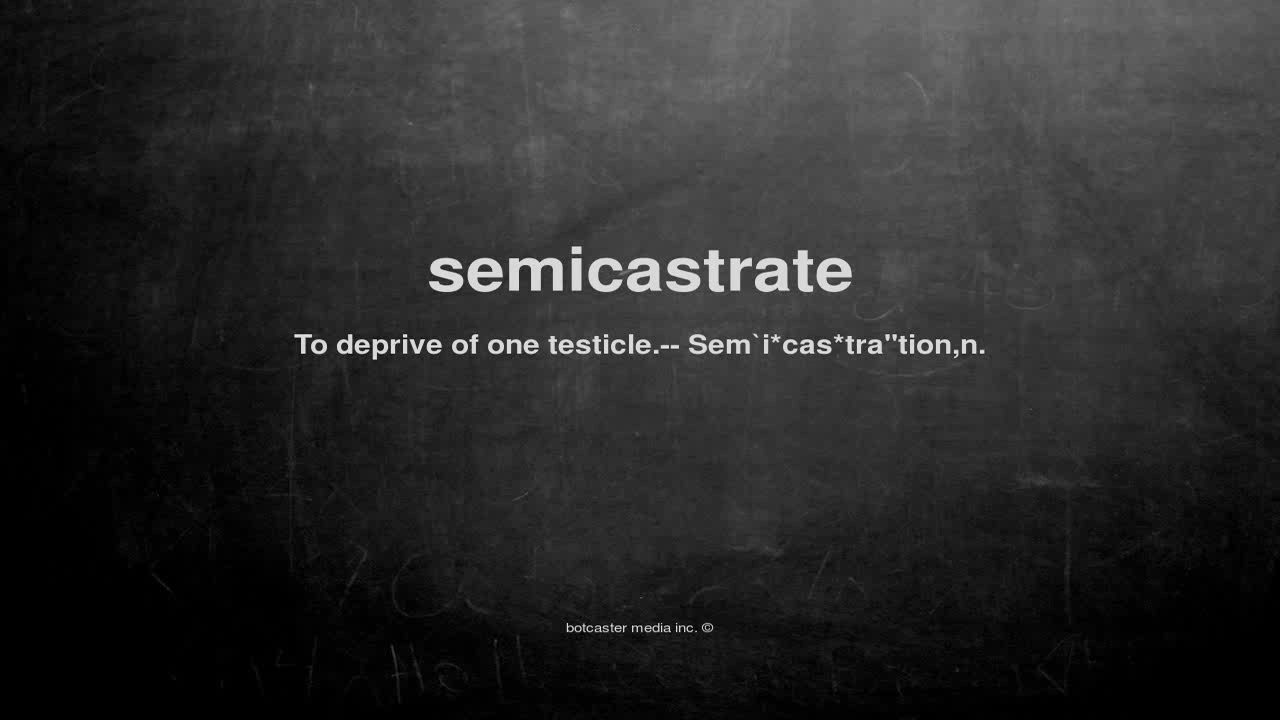 semicastrate
To deprive of one testicle.-- Sem`i*cas*tra"tion,n.
botcaster media inc. ©